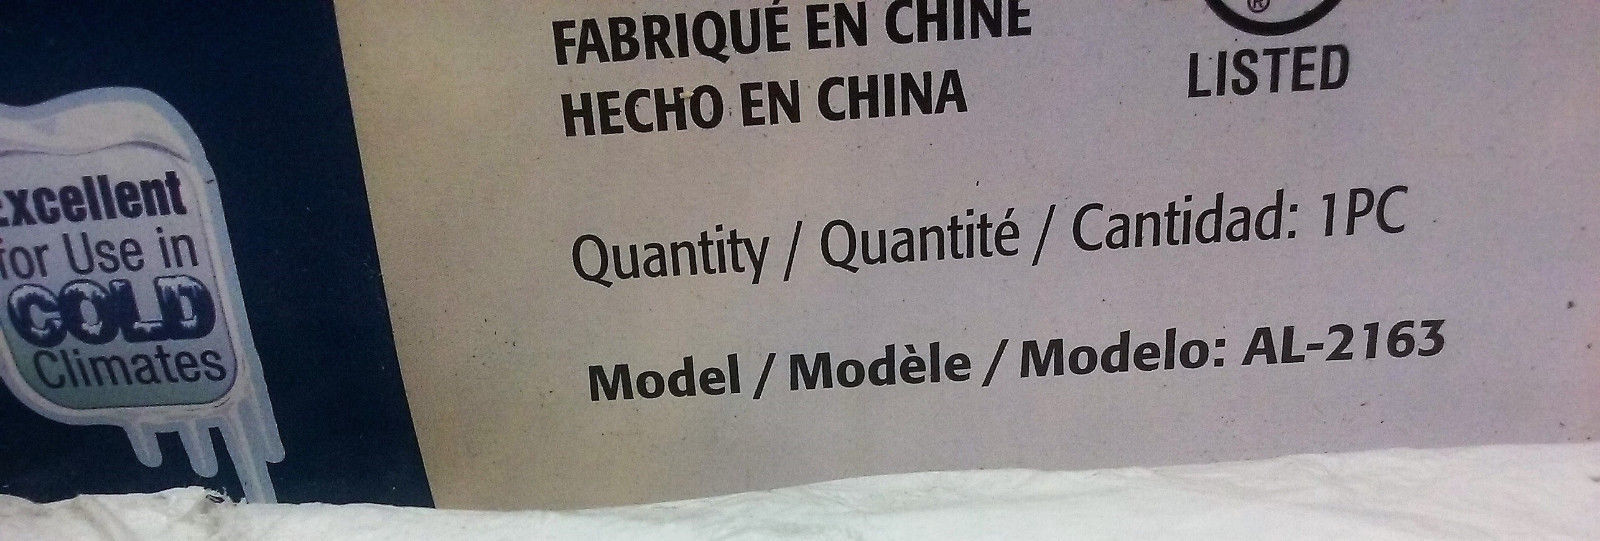 Excellent
for Use in
COLD
Climates
FABRIQUÉ EN CHINE
HECHO EN CHINA
®
LISTED
Quantity / Quantité / Cantidad: 1PC
Model / Modèle / Modelo: AL-2163